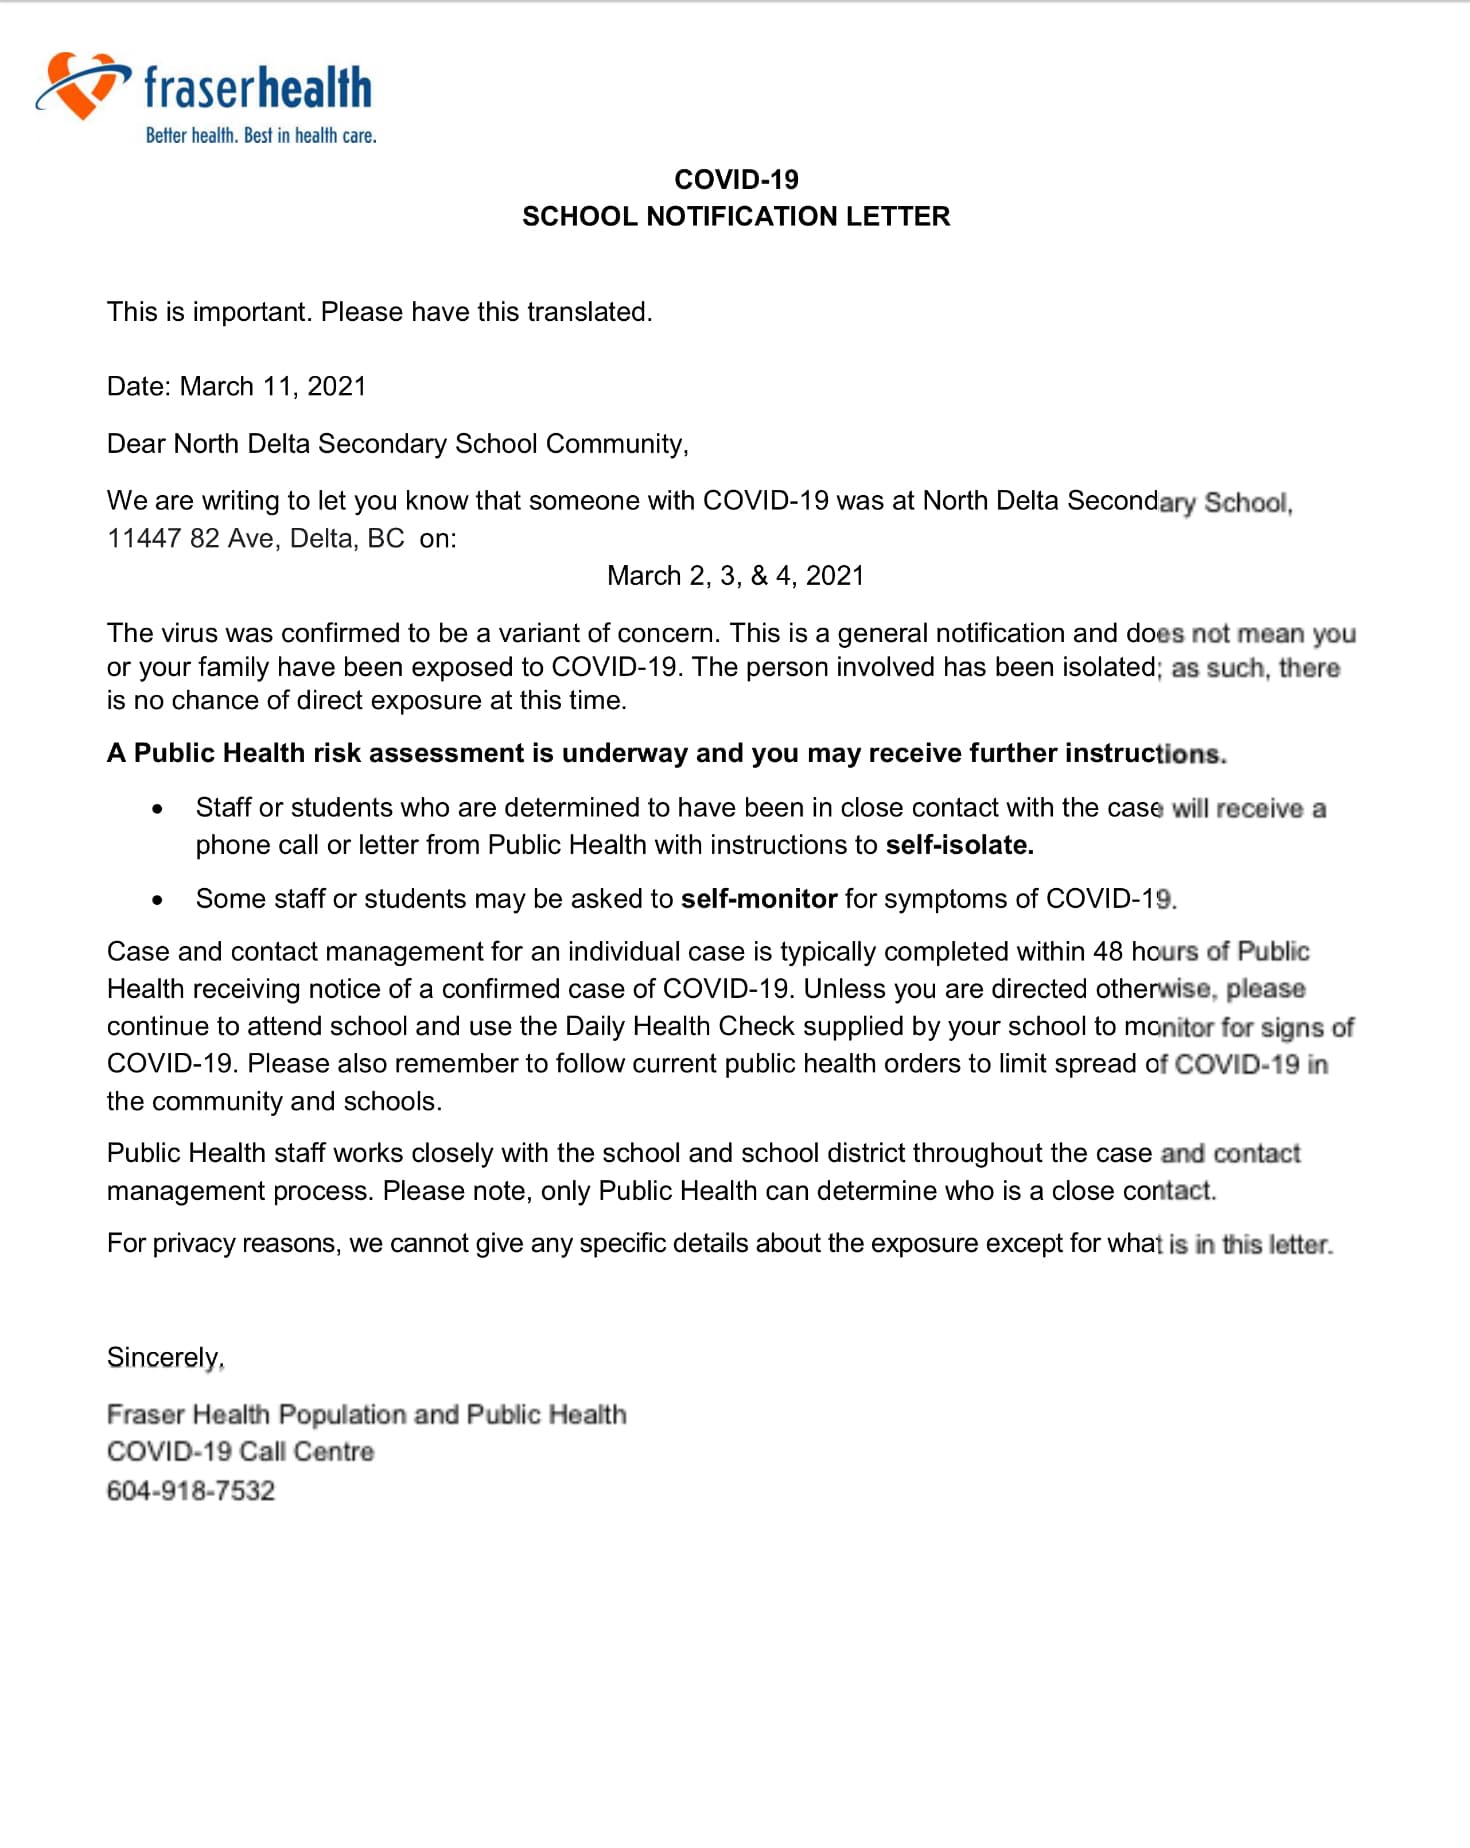 fraserhealth
Better health. Best in health care.
COVID-19
SCHOOL NOTIFICATION LETTER
This is important. Please have this translated.
Date: March 11, 2021
Dear North Delta Secondary School Community,
We are writing to let you know that someone with COVID-19 was at North Delta Secondary School,
11447 82 Ave, Delta, BC  on:
March 2, 3, & 4, 2021
The virus was confirmed to be a variant of concern. This is a general notification and does not mean you
or your family have been exposed to COVID-19. The person involved has been isolated; as such, there
is no chance of direct exposure at this time.
A Public Health risk assessment is underway and you may receive further instructions.
• Staff or students who are determined to have been in close contact with the case will receive a
phone call or letter from Public Health with instructions to self-isolate.
• Some staff or students may be asked to self-monitor for symptoms of COVID-19.
Case and contact management for an individual case is typically completed within 48 hours of Public
Health receiving notice of a confirmed case of COVID-19. Unless you are directed otherwise, please
continue to attend school and use the Daily Health Check supplied by your school to monitor for signs of
COVID-19. Please also remember to follow current public health orders to limit spread of COVID-19 in
the community and schools.
Public Health staff works closely with the school and school district throughout the case and contact
management process. Please note, only Public Health can determine who is a close contact.
For privacy reasons, we cannot give any specific details about the exposure except for what is in this letter.
Sincerely,
Fraser Health Population and Public Health
COVID-19 Call Centre
604-918-7532